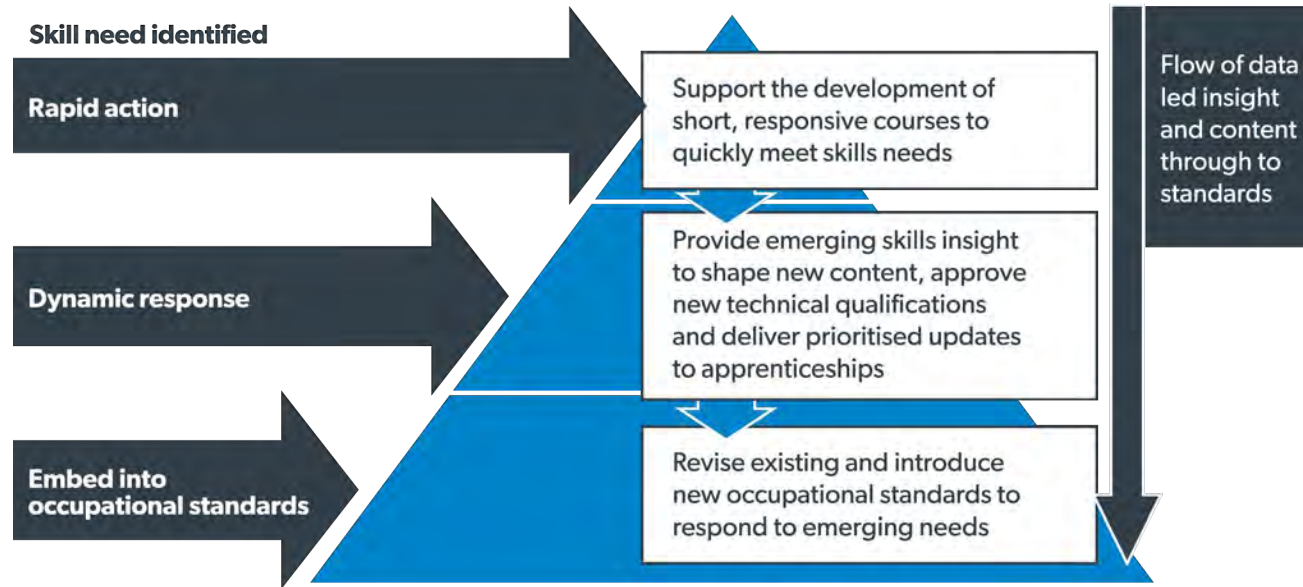 Skill need identified
Rapid action
Support the development of
short, responsive courses to
quickly meet skills needs
Flow of data
led insight
and content
through to
standards
Dynamic response
Provide emerging skills insight
to shape new content, approve
new technical qualifications
and deliver prioritised updates
to apprenticeships
Embed into
occupational standards
Revise existing and introduce
new occupational standards to
respond to emerging needs